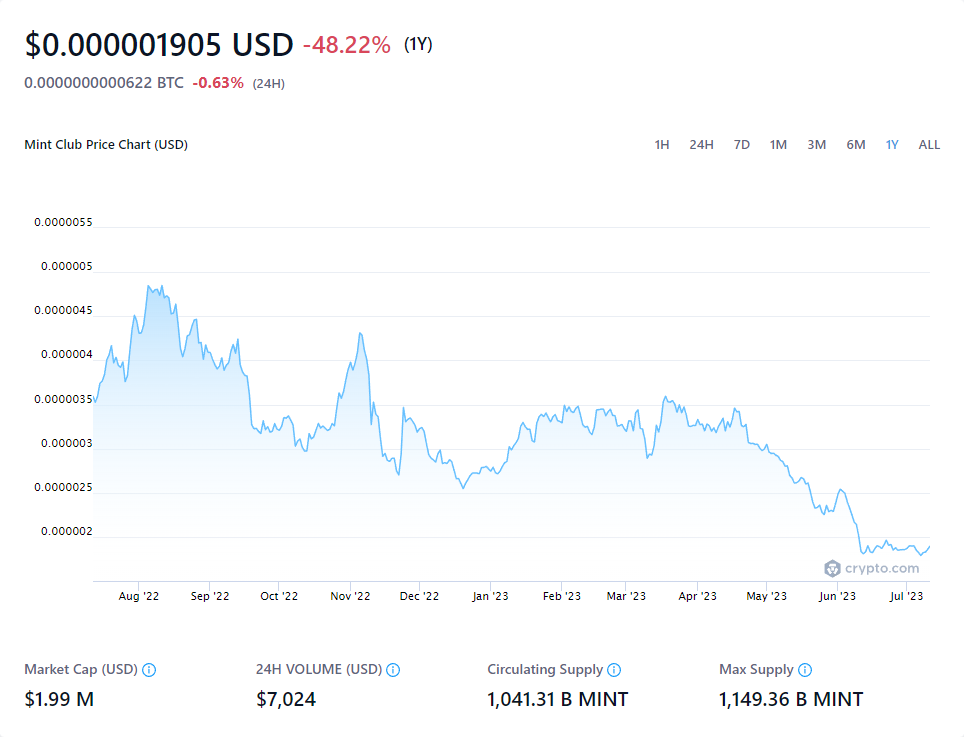 $0.000001905 USD -48.22% (1Y)
0.0000000000622 BTC -0.63% (24H)
Mint Club Price Chart (USD) 1H 24H 7D 1M 3M 6M 1Y ALL
0.0000055
0.000005
0.0000045
0.000004
0.0000035
0.000003
0.0000025
0.000002
crypto.com
Aug '22 Sep '22 Oct '22 Nov '22 Dec '22 Jan '23 Feb '23 Mar '23 Apr '23 May '23 Jun '23 Jul '23
Market Cap (USD) 24H VOLUME (USD) Circulating Supply Max Supply
$1.99 M $7,024 1,041.31 B MINT 1,149.36 B MINT